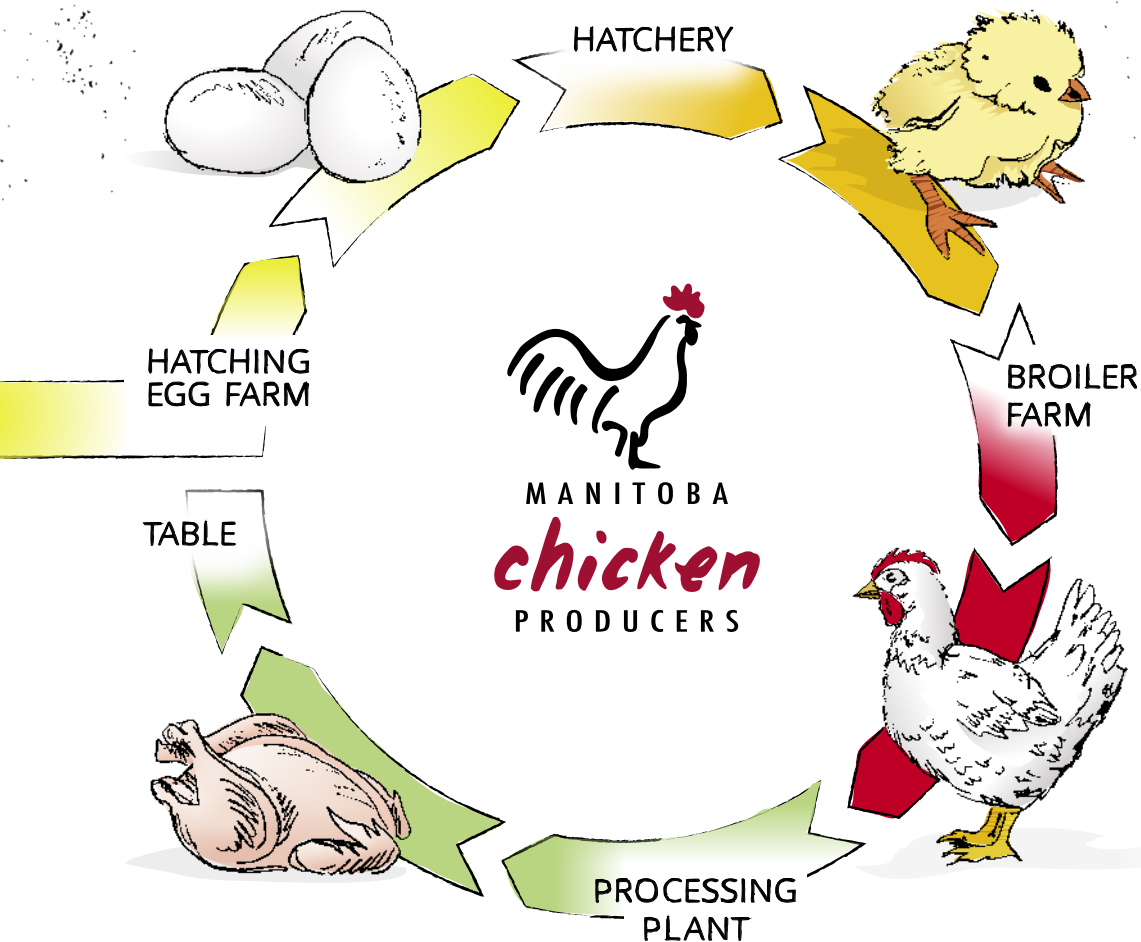 HATCHERY
HATCHING
EGG FARM
BROILER
FARM
MANITOBA
chicken
PRODUCERS
TABLE
PROCESSING
PLANT